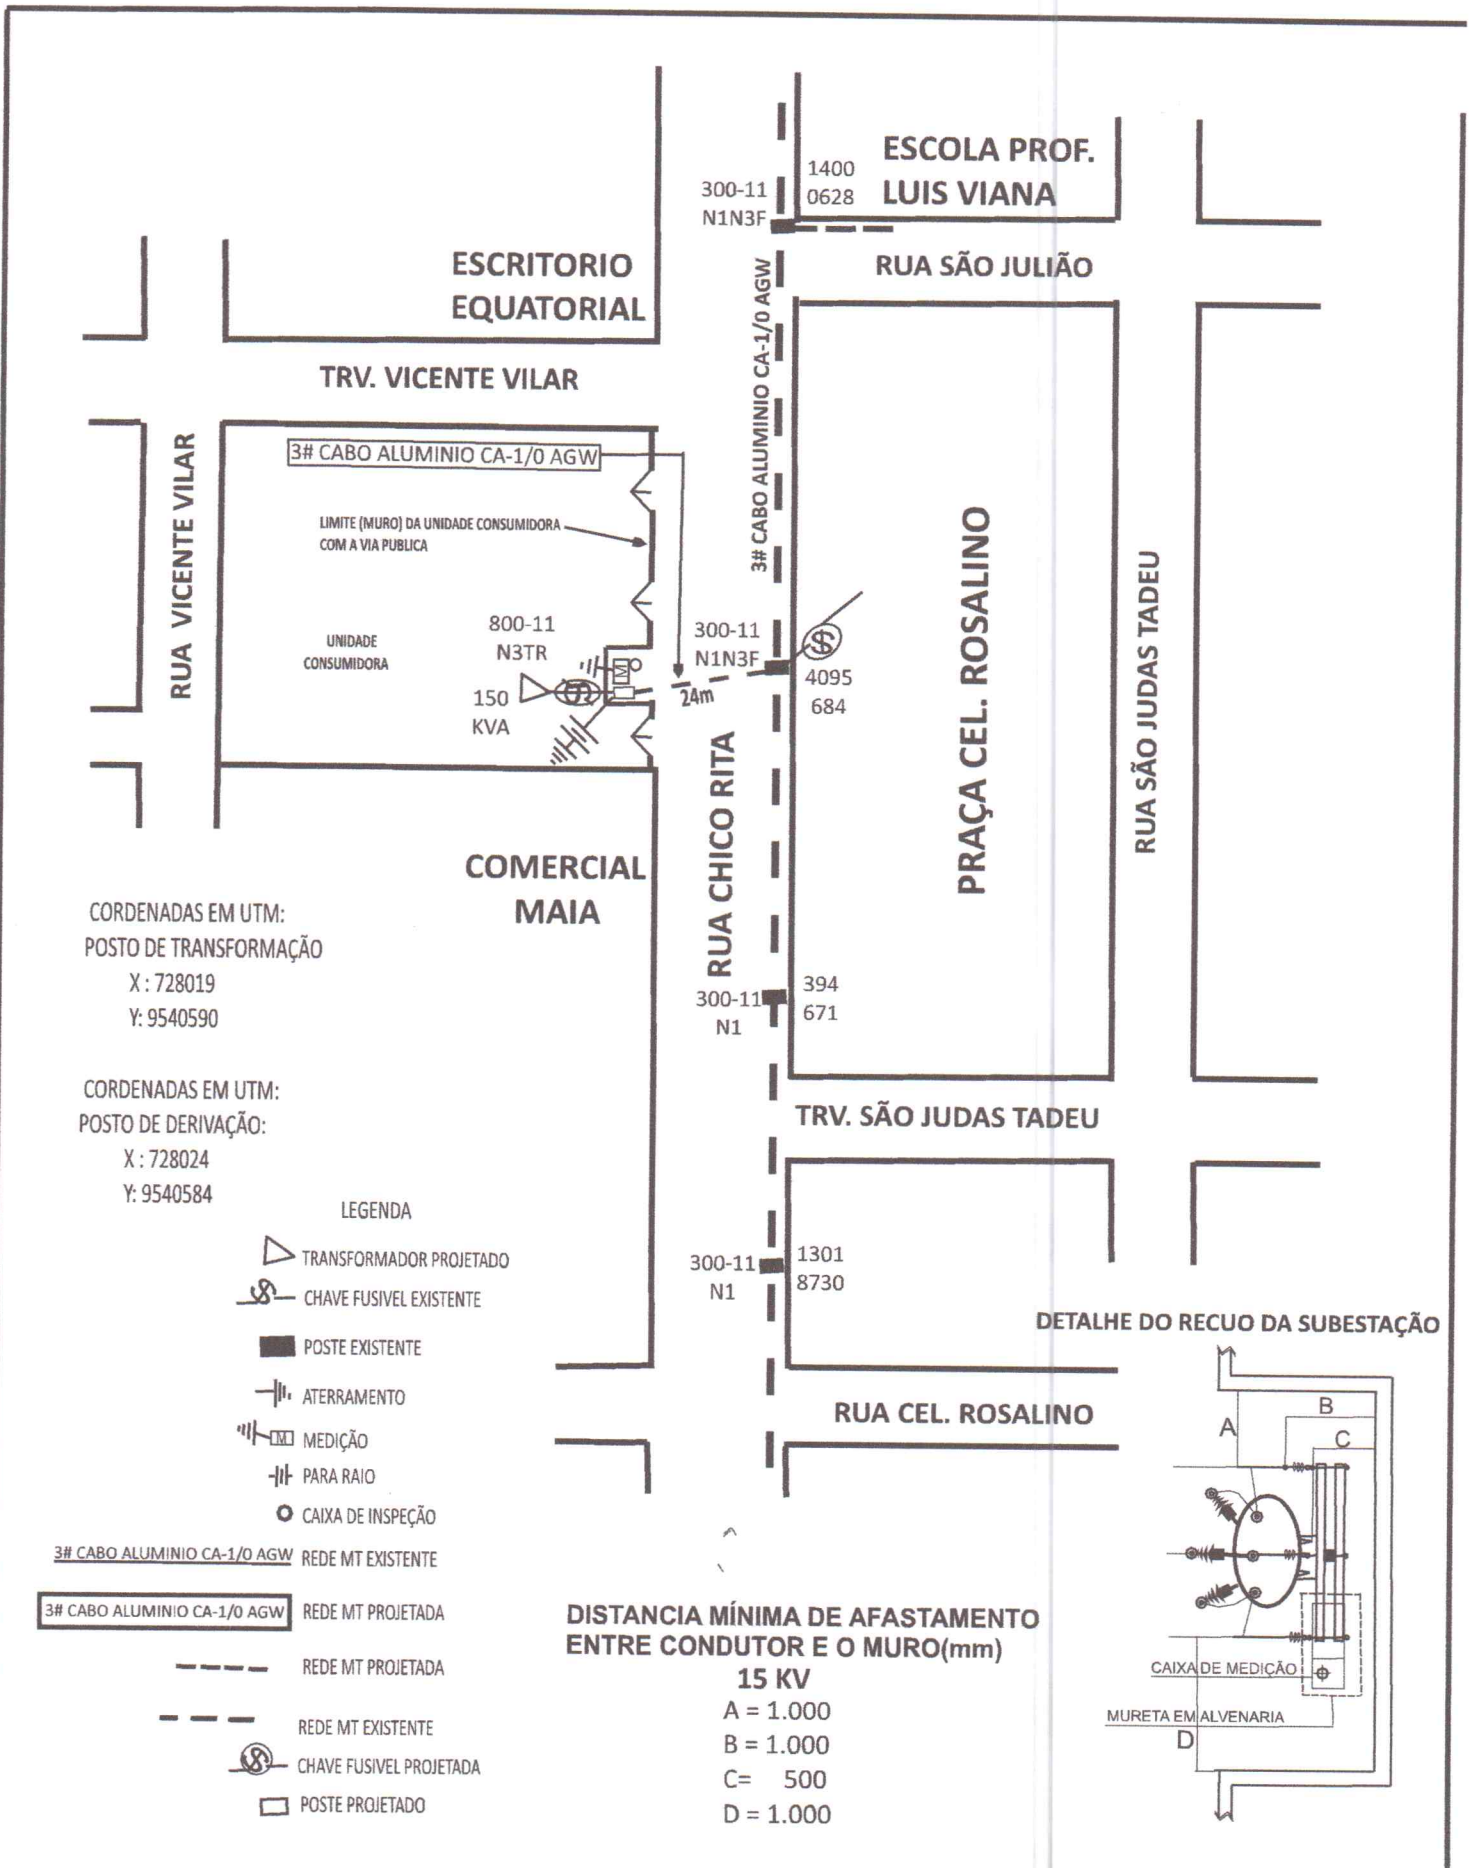 ESCOLA PROF.
LUIS VIANA
1400
0628
300-11
N1N3F
RUA SÃO JULIÃO
ESCRITORIO
EQUATORIAL
TRV. VICENTE VILAR
3# CABO ALUMINIO CA-1/0 AGW
3# CABO ALUMINIO CA-1/0 AGW
LIMITE (MURO) DA UNIDADE CONSUMIDORA
COM A VIA PUBLICA
RUA VICENTE VILAR
UNIDADE
CONSUMIDORA
800-11
N3TR
150
KVA
M
24m
300-11
N1N3F
4095
684
PRAÇA CEL. ROSALINO
RUA SÃO JUDAS TADEU
RUA CHICO RITA
COMERCIAL
MAIA
300-11
N1
394
671
TRV. SÃO JUDAS TADEU
300-11
N1
1301
8730
RUA CEL. ROSALINO
CORDENADAS EM UTM:
POSTO DE TRANSFORMAÇÃO
X : 728019
Y: 9540590
CORDENADAS EM UTM:
POSTO DE DERIVAÇÃO:
X : 728024
Y: 9540584
LEGENDA
TRANSFORMADOR PROJETADO
CHAVE FUSIVEL EXISTENTE
POSTE EXISTENTE
ATERRAMENTO
M MEDIÇÃO
PARA RAIO
CAIXA DE INSPEÇÃO
3# CABO ALUMINIO CA-1/0 AGW REDE MT EXISTENTE
3# CABO ALUMINIO CA-1/0 AGW REDE MT PROJETADA
REDE MT PROJETADA
REDE MT EXISTENTE
CHAVE FUSIVEL PROJETADA
POSTE PROJETADO
DISTANCIA MÍNIMA DE AFASTAMENTO
ENTRE CONDUTOR E O MURO(mm)
15 KV
A = 1.000
B = 1.000
C= 500
D = 1.000
DETALHE DO RECUO DA SUBESTAÇÃO
A
B
C
CAIXA DE MEDIÇÃO
MURETA EM ALVENARIA
D